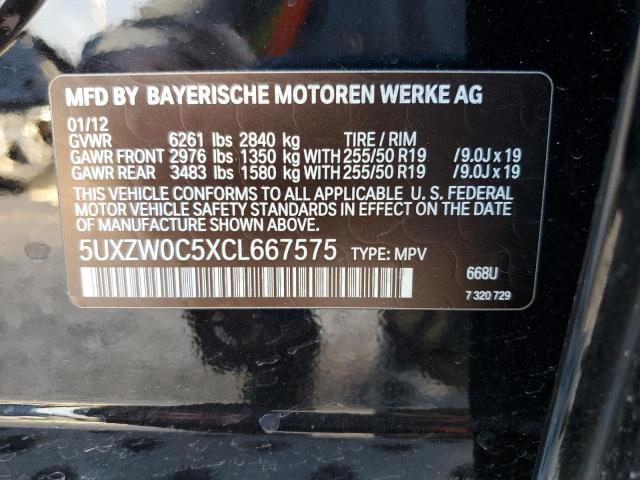 MFD BY BAYERISCHE MOTOREN WERKE AG
01/12
GVWR 6261 lbs 2840 kg TIRE / RIM
GAWR FRONT 2976 lbs 1350 kg WITH 255/50 R19 /9.0J x 19
GAWR REAR 3483 lbs 1580 kg WITH 255/50 R19 /9.0J x 19
THIS VEHICLE CONFORMS TO ALL APPLICABLE U. S. FEDERAL
MOTOR VEHICLE SAFETY STANDARDS IN EFFECT ON THE DATE
OF MANUFACTURE SHOWN ABOVE.
5UXZW0C5XCL667575 TYPE: MPV
668U
7 320 729